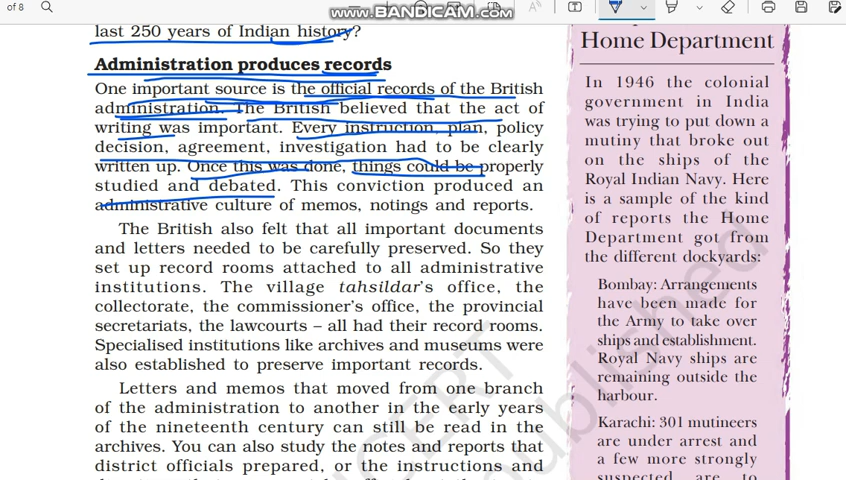 of 8
www.BANDICAM.com
last 250 years of Indian history?
Administration produces records
One important source is the official records of the British
administration. The British believed that the act of
writing was important. Every instruction, plan, policy
decision, agreement, investigation had to be clearly
written up. Once this was done, things could be properly
studied and debated. This conviction produced an
administrative culture of memos, notings and reports.
The British also felt that all important documents
and letters needed to be carefully preserved. So they
set up record rooms attached to all administrative
institutions. The village tahsildar's office, the
collectorate, the commissioner's office, the provincial
secretariats, the lawcourts – all had their record rooms.
Specialised institutions like archives and museums were
also established to preserve important records.
Letters and memos that moved from one branch
of the administration to another in the early years
of the nineteenth century can still be read in the
archives. You can also study the notes and reports that
district officials prepared, or the instructions and
Home Department
In 1946 the colonial
government in India
was trying to put down a
mutiny that broke out
on the ships of the
Royal Indian Navy. Here
is a sample of the kind
of reports the Home
Department got from
the different dockyards:
Bombay: Arrangements
have been made for
the Army to take over
ships and establishment.
Royal Navy ships are
remaining outside the
harbour.
Karachi: 301 mutineers
are under arrest and
a few more strongly
suspected are to